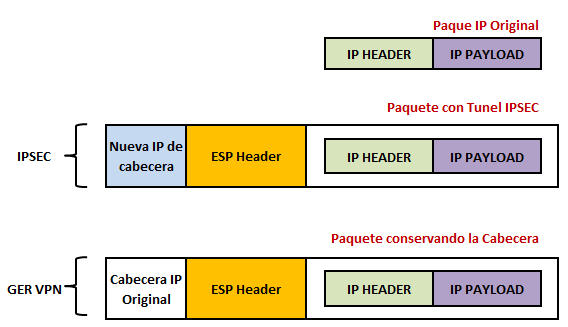 Paque IP Original
IP HEADER IP PAYLOAD
Paquete con Tunel IPSEC
IPSEC
Nueva IP de
cabecera
ESP Header
IP HEADER IP PAYLOAD
Paquete conservando la Cabecera
GER VPN
Cabecera IP
Original
ESP Header
IP HEADER IP PAYLOAD